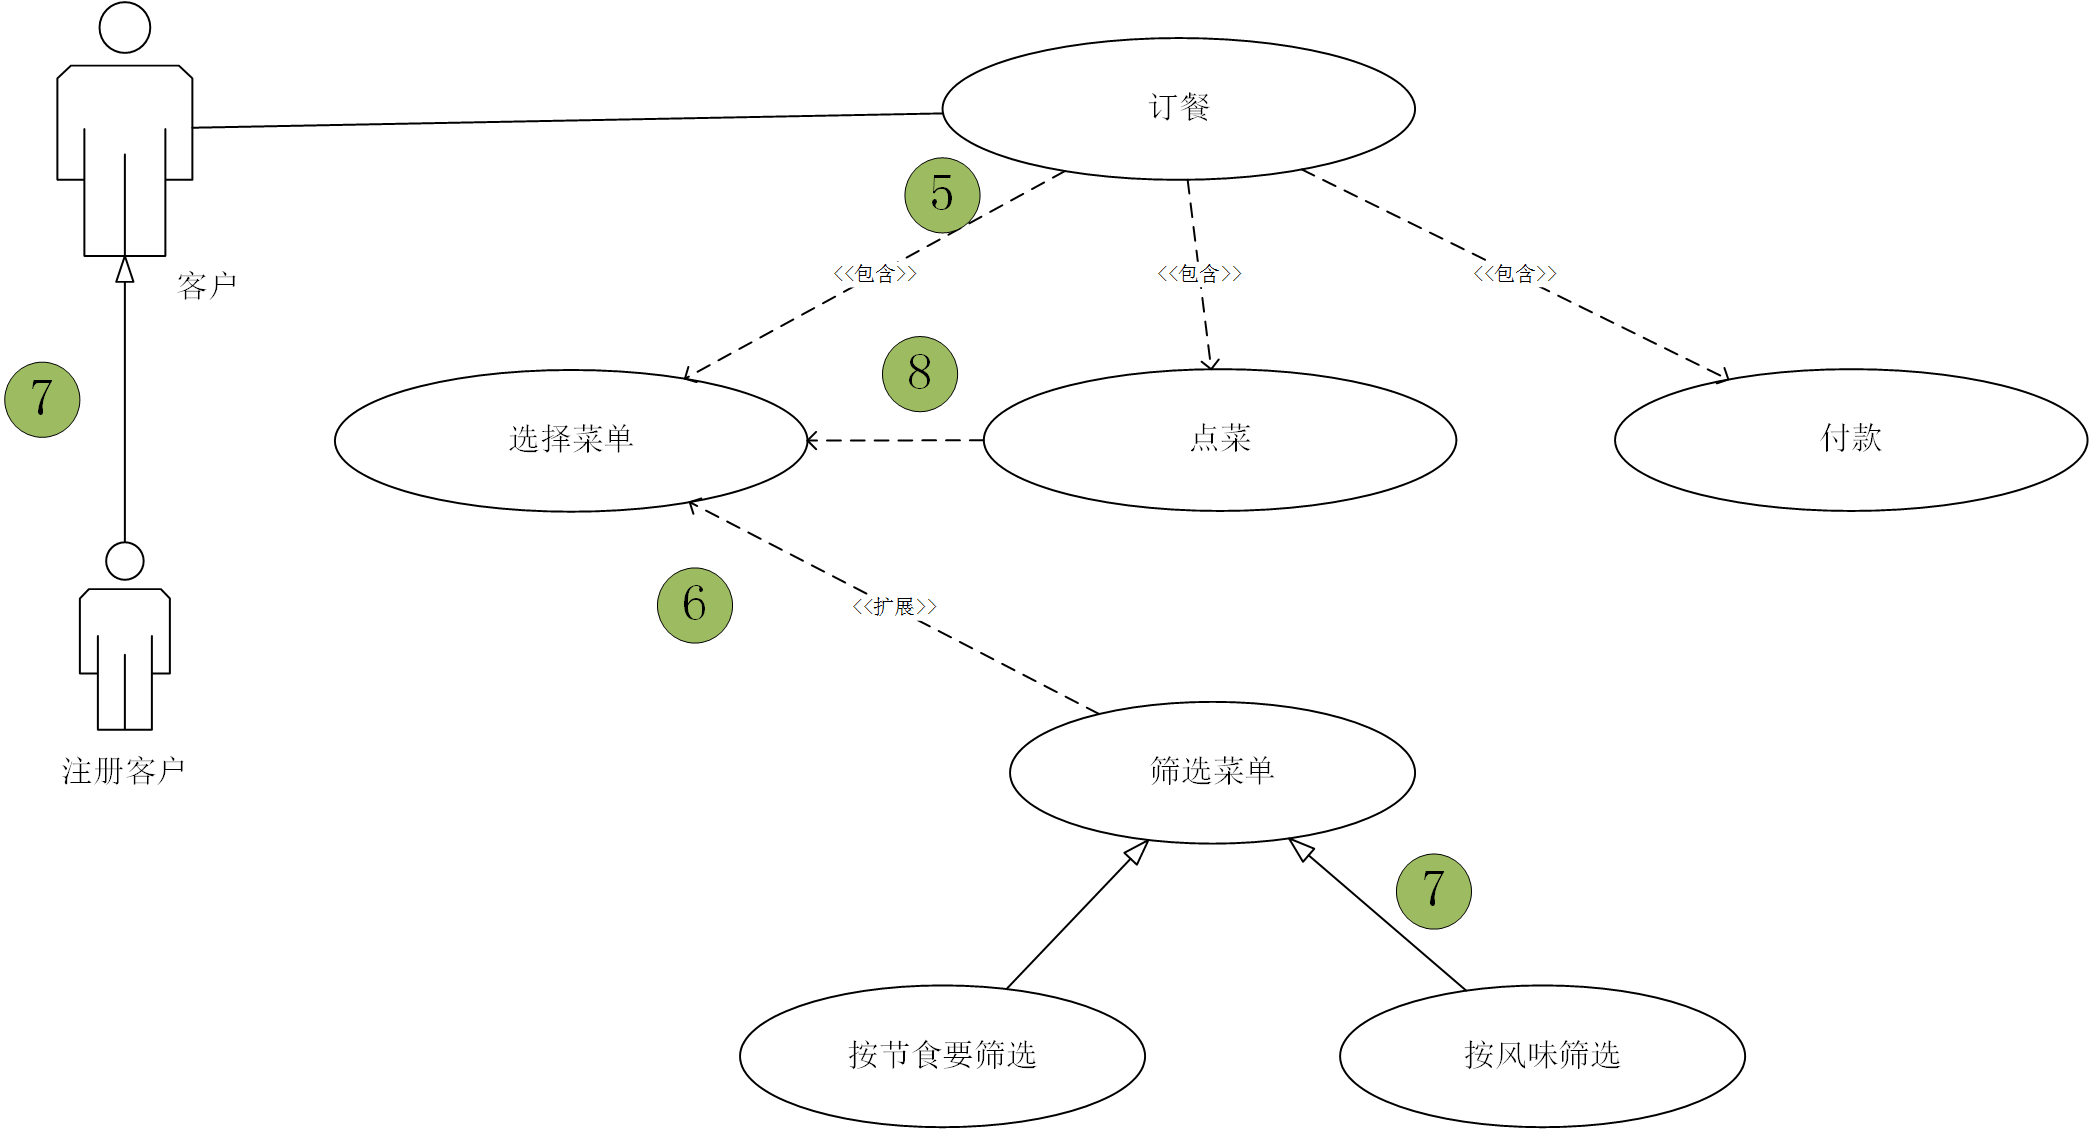 订餐
5
<<包含>>
<<包含>>
<<包含>>
客户
7
8
选择菜单
点菜
付款
6
<<扩展>>
注册客户
筛选菜单
7
按节食要筛选
按风味筛选